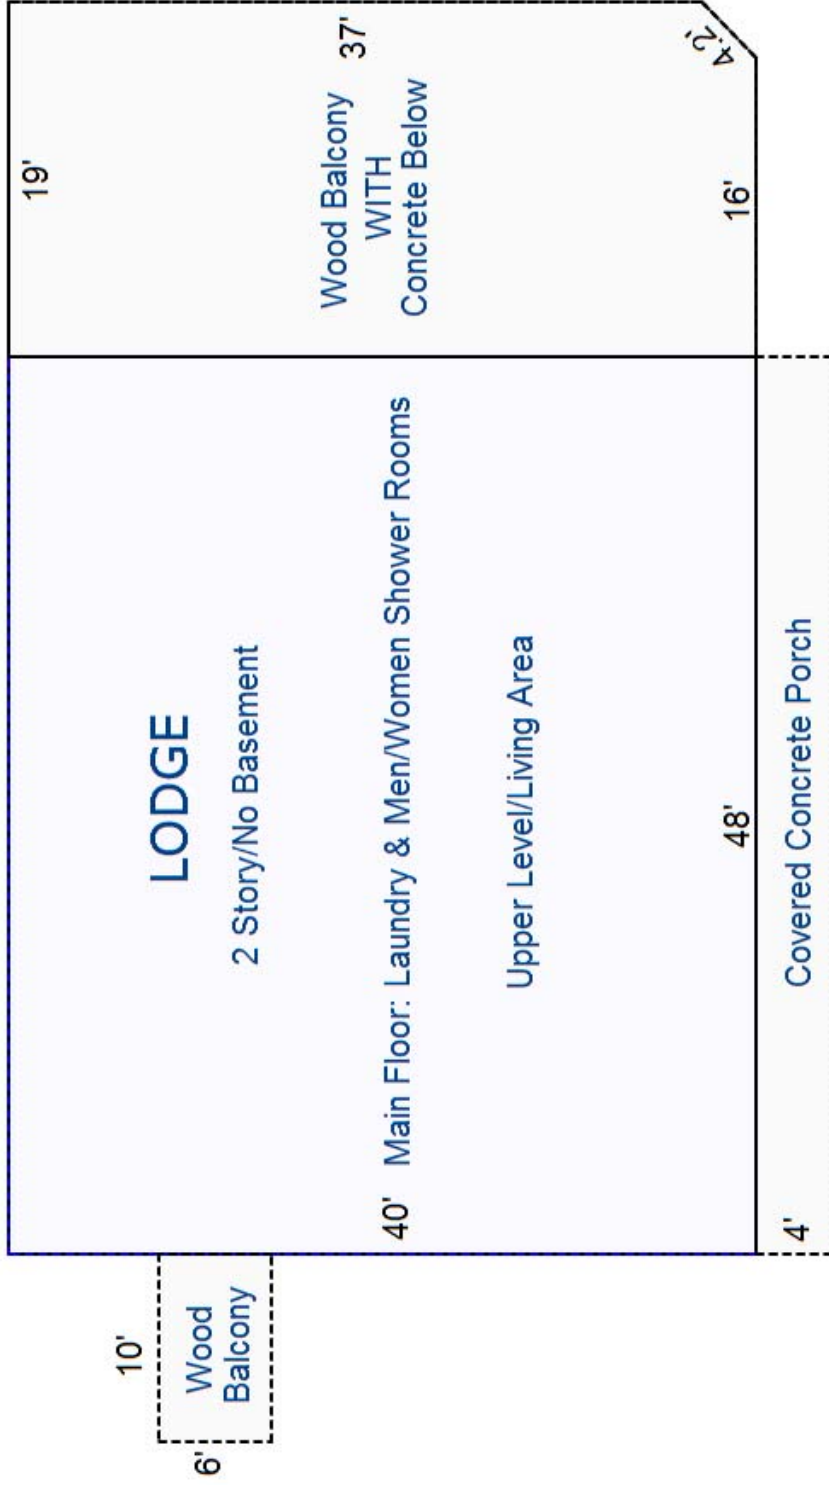 19'
37'
Wood Balcony
WITH
Concrete Below
4.2'
16'
LODGE
2 Story/No Basement
40'
Main Floor: Laundry & Men/Women Shower Rooms
Upper Level/Living Area
48'
10'
Wood
Balcony
6'
4'
Covered Concrete Porch